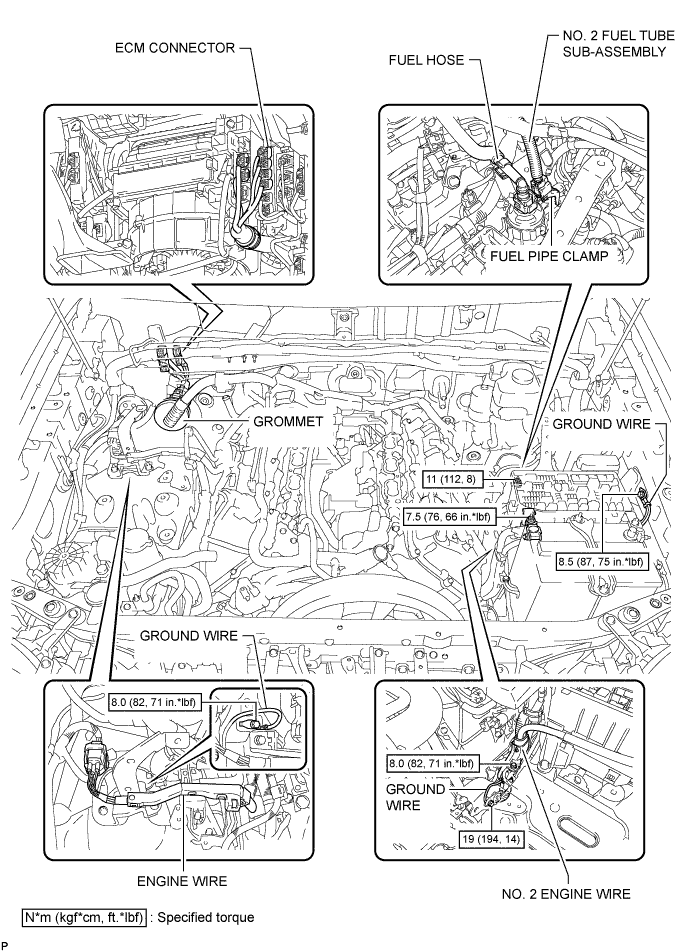 ECM CONNECTOR
NO. 2 FUEL TUBE
SUB-ASSEMBLY
FUEL HOSE
FUEL PIPE CLAMP
GROMMET
GROUND WIRE
11 (112, 8)
7.5 (76, 66 in.*lbf)
8.5 (87, 75 in.*lbf)
GROUND WIRE
8.0 (82, 71 in.*lbf)
8.0 (82, 71 in.*lbf)
GROUND
WIRE
19 (194, 14)
ENGINE WIRE
NO. 2 ENGINE WIRE
N*m (kgf*cm, ft.*lbf) : Specified torque
P